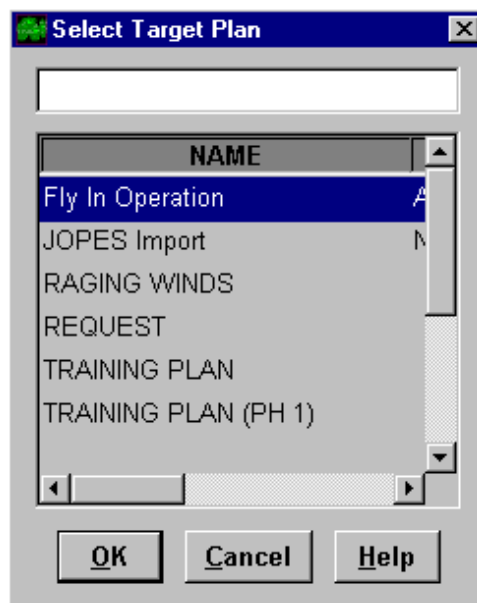 Select Target Plan
NAME
Fly In Operation A
JOPES Import N
RAGING WINDS
REQUEST
TRAINING PLAN
TRAINING PLAN (PH 1)
OK Cancel Help